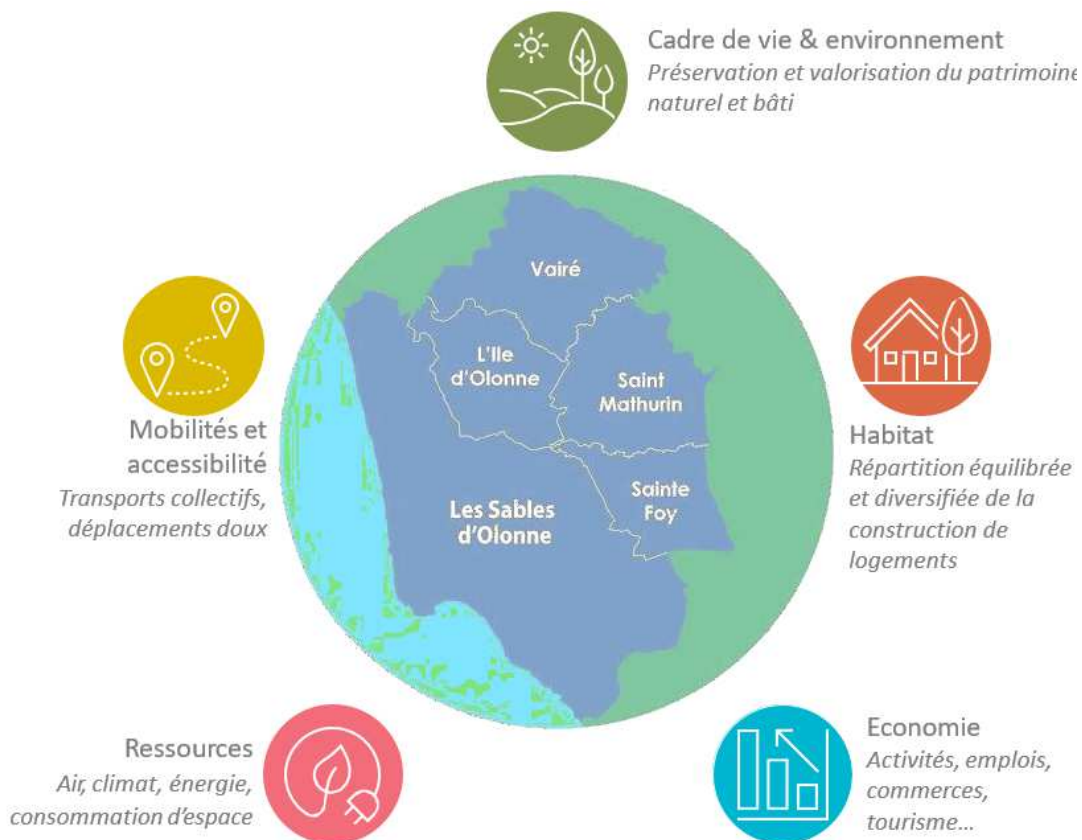 Cadre de vie & environnement
Préservation et valorisation du patrimoine
naturel et bâti
Vairé
L'Ile
d'Olonne
Saint
Mathurin
Les Sables
d'Olonne
Sainte
Foy
Mobilités et
accessibilité
Transports collectifs,
déplacements doux
Habitat
Répartition équilibrée
et diversifiée de la
construction de
logements
Ressources
Air, climat, énergie,
consommation d'espace
Economie
Activités, emplois,
commerces,
tourisme...